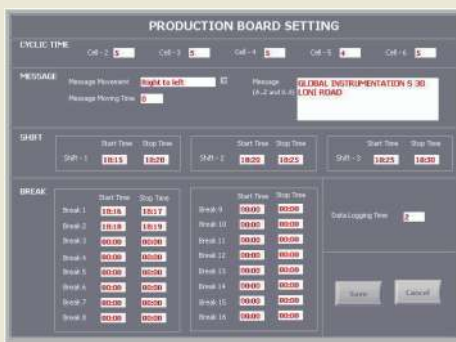 PRODUCTION BOARD SETTING
CYCLIC TIME
Cell - 2 5 Cell - 3 5 Cell - 4 5 Cell - 5 4 Cell - 6 5
MESSAGE
Message Movement Right to left
Message
GLOBAL INSTRUMENTATION S 30
LONI ROAD
Message Moving Time 0
SHIFT
Start Time Stop Time Start Time Stop Time Start Time Stop Time
Shift - 1 18:15 18:20 Shift - 2 18:20 18:25 Shift - 3 18:25 18:30
BREAK
Start Time Stop Time Start Time Stop Time
Break 1 18:16 18:17 Break 9 00:00 00:00
Break 2 18:18 18:19 Break 10 00:00 00:00
Break 3 00:00 00:00 Break 11 00:00 00:00
Break 4 00:00 00:00 Break 12 00:00 00:00
Break 5 00:00 00:00 Break 13 00:00 00:00
Break 6 00:00 00:00 Break 14 00:00 00:00
Break 7 00:00 00:00 Break 15 00:00 00:00
Break 8 00:00 00:00 Break 16 00:00 00:00
Data Logging Time 2
Save Cancel